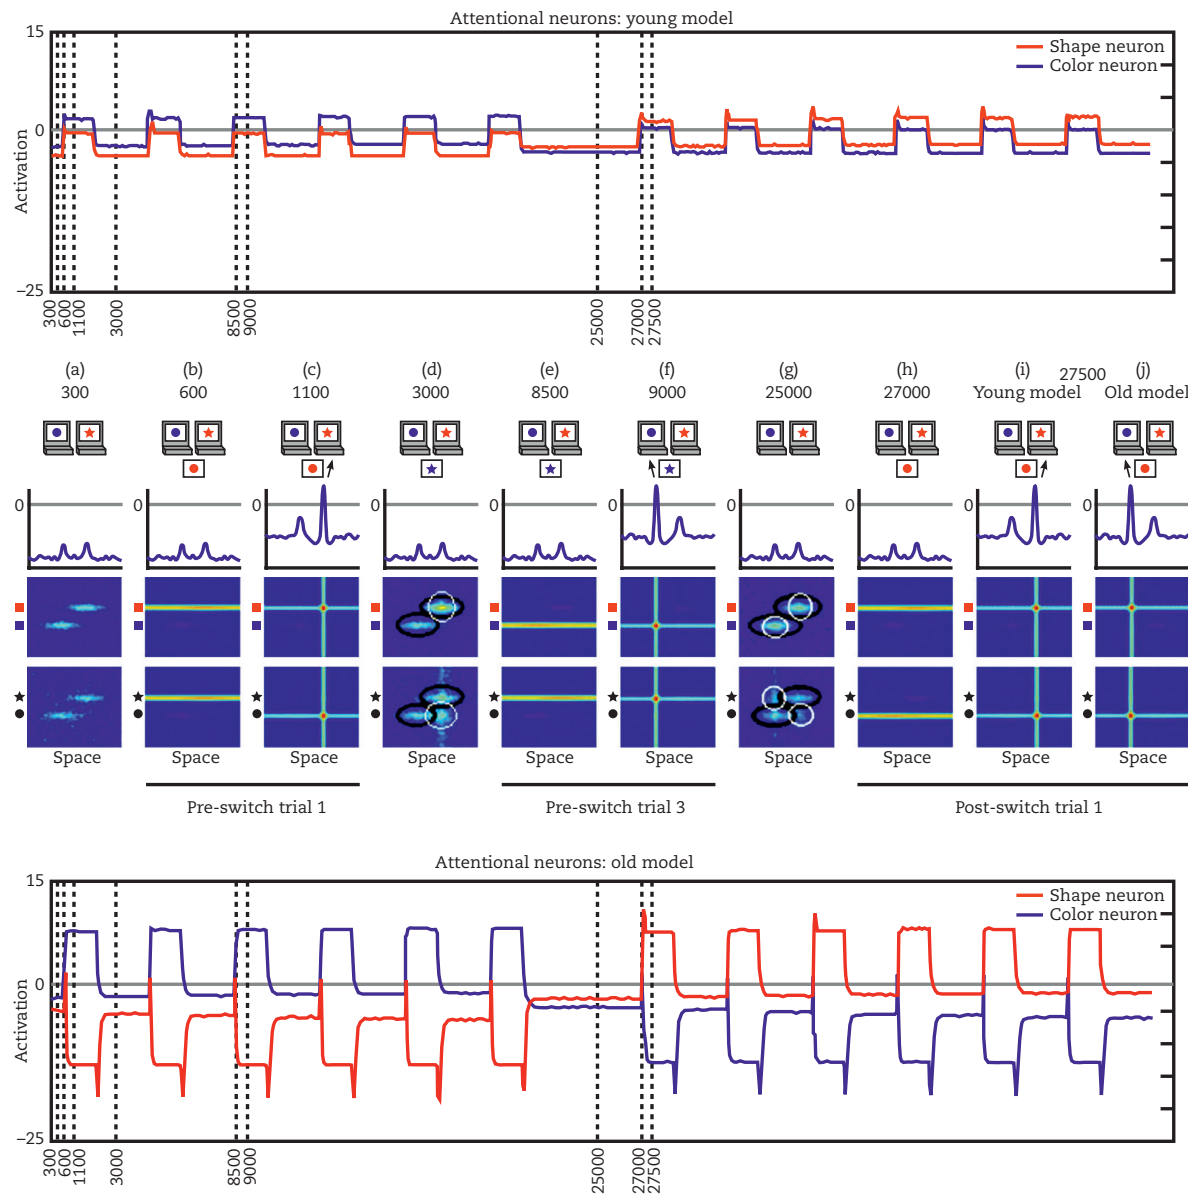 Attentional neurons: young model
15
Shape neuron
Color neuron
0
Activation
−25
300 600 1100 3000 8500 9000 25000 27000 27500
(a) (b) (c) (d) (e) (f) (g) (h) (i) (j)
300 600 1100 3000 8500 9000 25000 27000 27500
Young model Old model
0 0 0 0 0 0 0 0 0 0
Space Space Space Space Space Space Space Space Space Space
Pre-switch trial 1 Pre-switch trial 3 Post-switch trial 1
Attentional neurons: old model
15
Shape neuron
Color neuron
0
Activation
−25
300 600 1100 3000 8500 9000 25000 27000 27500